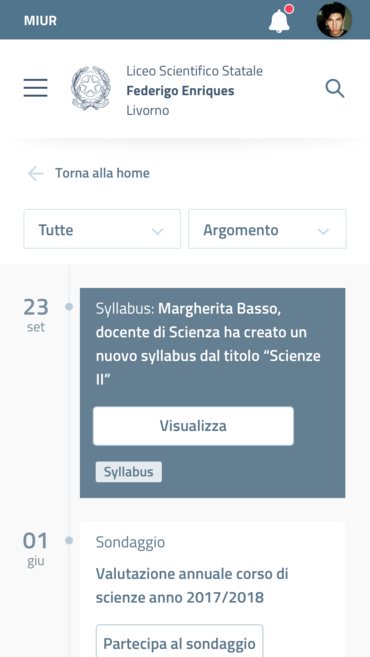 MIUR
Liceo Scientifico Statale
Federigo Enriques
Livorno
Torna alla home
Tutte
Argomento
23
set
Syllabus: Margherita Basso,
docente di Scienza ha creato un
nuovo syllabus dal titolo “Scienze
II”
Visualizza
Syllabus
01
giu
Sondaggio
Valutazione annuale corso di
scienze anno 2017/2018
Partecipa al sondaggio